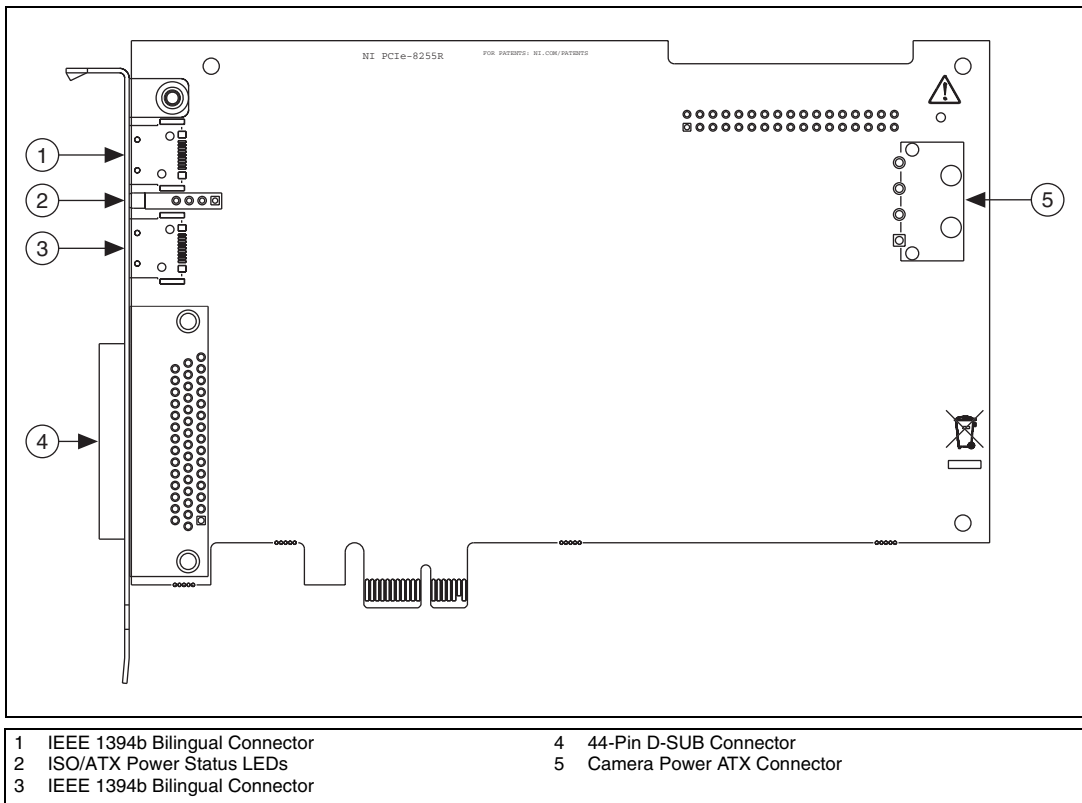 NI PCIe-8255R
FOR PATENTS: NI.COM/PATENTS
1
2
3
4
5
1 IEEE 1394b Bilingual Connector
2 ISO/ATX Power Status LEDs
3 IEEE 1394b Bilingual Connector
4 44-Pin D-SUB Connector
5 Camera Power ATX Connector